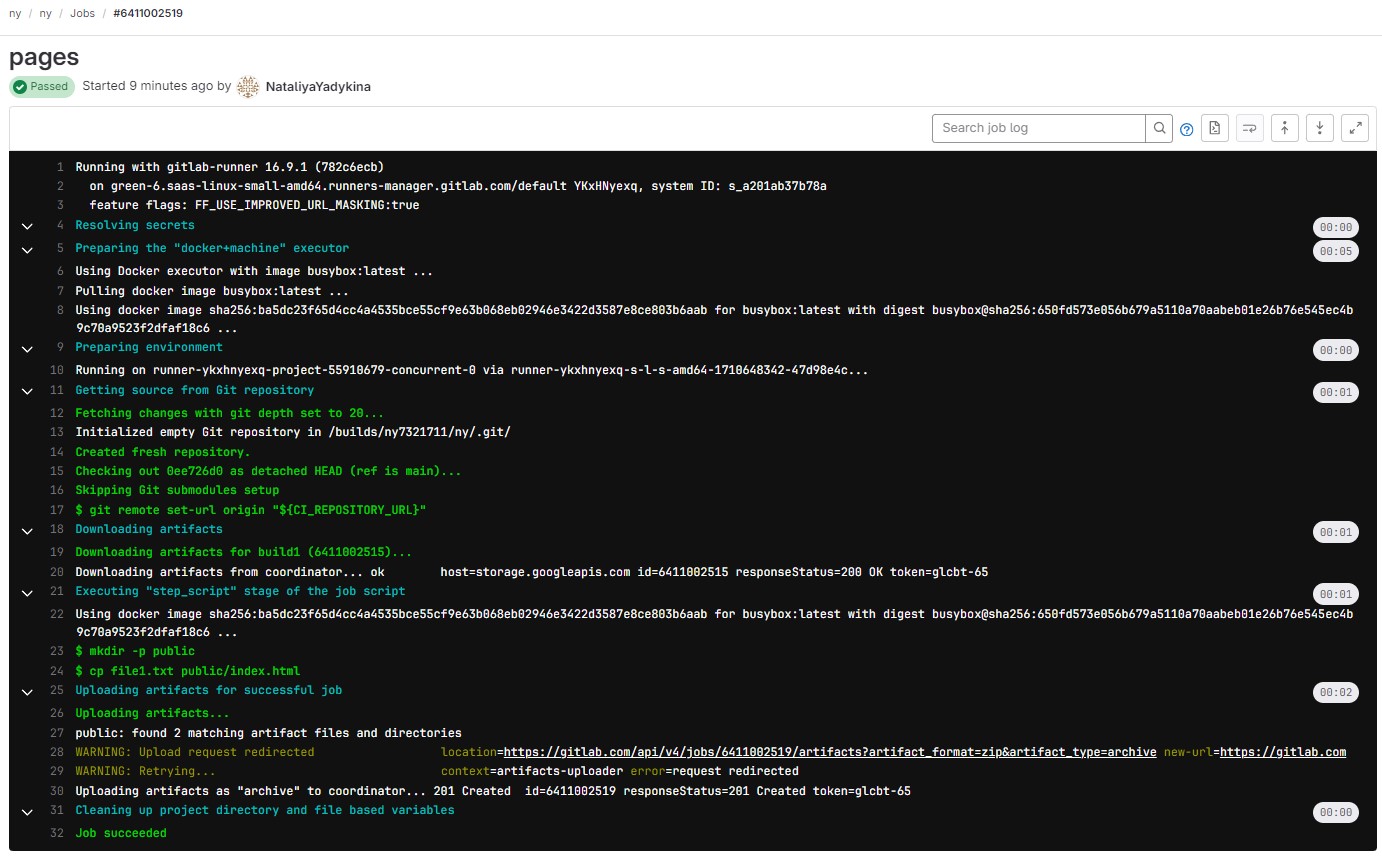 ny / ny / Jobs / #6411002519
pages
Passed Started 9 minutes ago by NataliyaYadykina
Search job log
1 Running with gitlab-runner 16.9.1 (782c6ecb)
2 on green-6.saas-linux-small-amd64.runners-manager.gitlab.com/default YKxHNyexq, system ID: s_a201ab37b78a
3 feature flags: FF_USE_IMPROVED_URL_MASKING:true
4 Resolving secrets 00:00
5 Preparing the "docker+machine" executor 00:05
6 Using Docker executor with image busybox:latest ...
7 Pulling docker image busybox:latest ...
8 Using docker image sha256:ba5dc23f65d4cc4a4535bce55cf9e63b068eb02946e3422d3587e8ce803b6aab for busybox:latest with digest busybox@sha256:650fd573e056b679a5110a70aabeb01e26b76e545ec4b
9c70a9523f2dfaf18c6 ...
9 Preparing environment 00:00
10 Running on runner-ykxhnyexq-project-55910679-concurrent-0 via runner-ykxhnyexq-s-l-s-amd64-1710648342-47d98e4c...
11 Getting source from Git repository 00:01
12 Fetching changes with git depth set to 20...
13 Initialized empty Git repository in /builds/ny7321711/ny/.git/
14 Created fresh repository.
15 Checking out 0ee726d0 as detached HEAD (ref is main)...
16 Skipping Git submodules setup
17 $ git remote set-url origin "${CI_REPOSITORY_URL}"
18 Downloading artifacts 00:01
19 Downloading artifacts for build1 (6411002515)...
20 Downloading artifacts from coordinator... ok host=storage.googleapis.com id=6411002515 responseStatus=200 OK token=glcbt-65
21 Executing "step_script" stage of the job script 00:01
22 Using docker image sha256:ba5dc23f65d4cc4a4535bce55cf9e63b068eb02946e3422d3587e8ce803b6aab for busybox:latest with digest busybox@sha256:650fd573e056b679a5110a70aabeb01e26b76e545ec4b
9c70a9523f2dfaf18c6 ...
23 $ mkdir -p public
24 $ cp file1.txt public/index.html
25 Uploading artifacts for successful job 00:02
26 Uploading artifacts...
27 public: found 2 matching artifact files and directories
28 WARNING: Upload request redirected location=https://gitlab.com/api/v4/jobs/6411002519/artifacts?artifact_format=zip&artifact_type=archive new-url=https://gitlab.com
29 WARNING: Retrying... context=artifacts-uploader error=request redirected
30 Uploading artifacts as "archive" to coordinator... 201 Created id=6411002519 responseStatus=201 Created token=glcbt-65
31 Cleaning up project directory and file based variables 00:00
32 Job succeeded